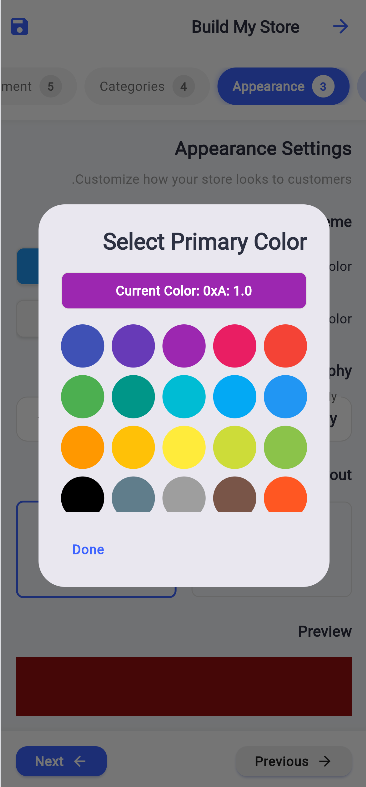 Build My Store
Appearance 3
Categories 4
ment 5
Appearance Settings
.Customize how your store looks to customers
eme
olor
olor
phy
y
y
out
Select Primary Color
Current Color: 0xA: 1.0
Done
Preview
Next
Previous